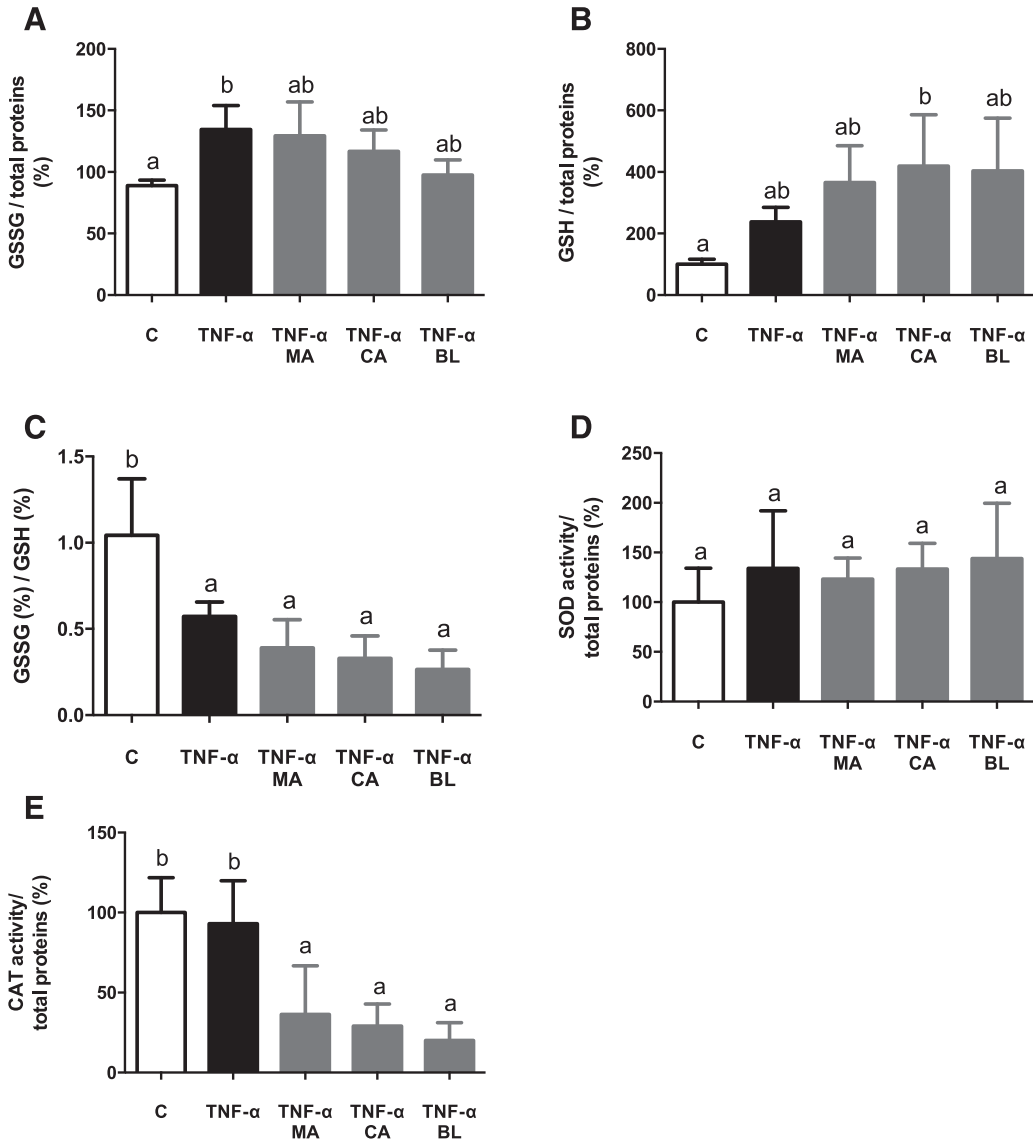 A
GSSG / total proteins
(%)
200
150
100
50
0
a
b
ab
ab
ab
C
TNF-α
TNF-α
MA
TNF-α
CA
TNF-α
BL
B
GSH / total proteins
(%)
800
600
400
200
0
a
ab
ab
b
ab
C
TNF-α
TNF-α
MA
TNF-α
CA
TNF-α
BL
C
GSSG (%) / GSH (%)
1.5
1.0
0.5
0.0
b
a
a
a
a
C
TNF-α
TNF-α
MA
TNF-α
CA
TNF-α
BL
D
SOD activity/
total proteins (%)
250
200
150
100
50
0
a
a
a
a
a
C
TNF-α
TNF-α
MA
TNF-α
CA
TNF-α
BL
E
CAT activity/
total proteins (%)
150
100
50
0
b
b
a
a
a
C
TNF-α
TNF-α
MA
TNF-α
CA
TNF-α
BL